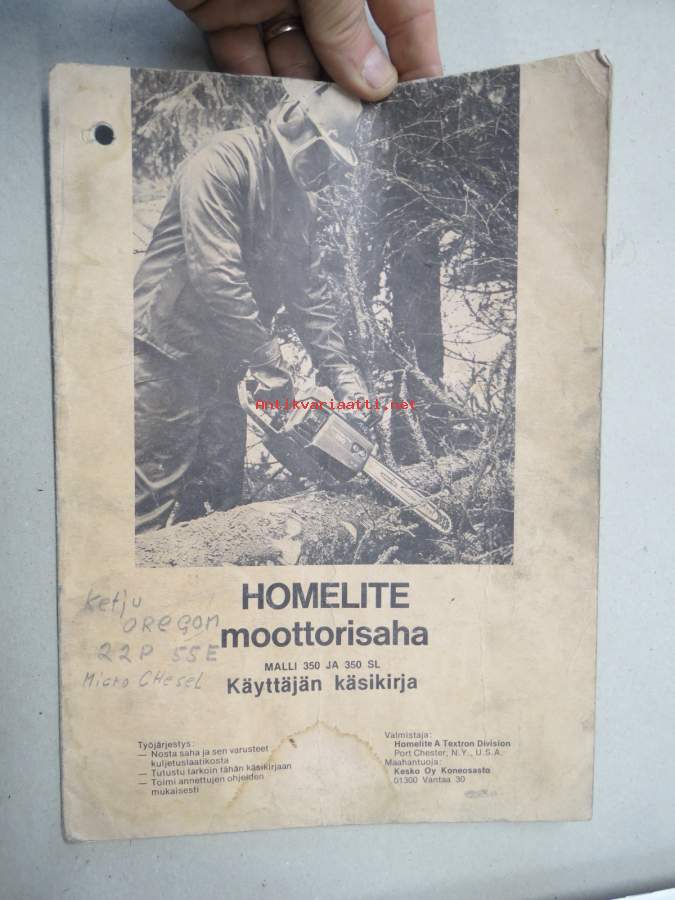 Antikvariaatti.net
HOMELITE
moottorisaha
MALLI 350 JA 350 SL
Käyttäjän käsikirja
Ketju
OREGON
22P 55E
Micro CHesel
Työjärjestys:
— Nosta saha ja sen varusteet
kuljetuslaatikosta
— Tutustu tarkoin tähän käsikirjaan
— Toimi annettujen ohjeiden
mukaisesti
Valmistaja:
Homelite A Textron Division
Port Chester, N.Y., U.S.A.
Maahantuoja:
Kesko Oy Koneosasto
01300 Vantaa 30